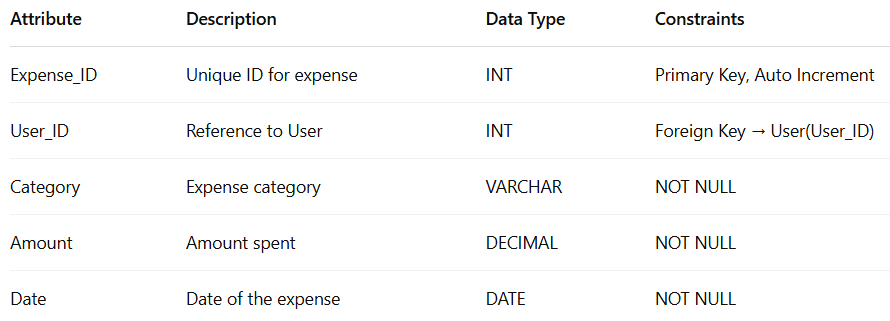 Attribute Description Data Type Constraints
Expense_ID Unique ID for expense INT Primary Key, Auto Increment
User_ID Reference to User INT Foreign Key → User(User_ID)
Category Expense category VARCHAR NOT NULL
Amount Amount spent DECIMAL NOT NULL
Date Date of the expense DATE NOT NULL